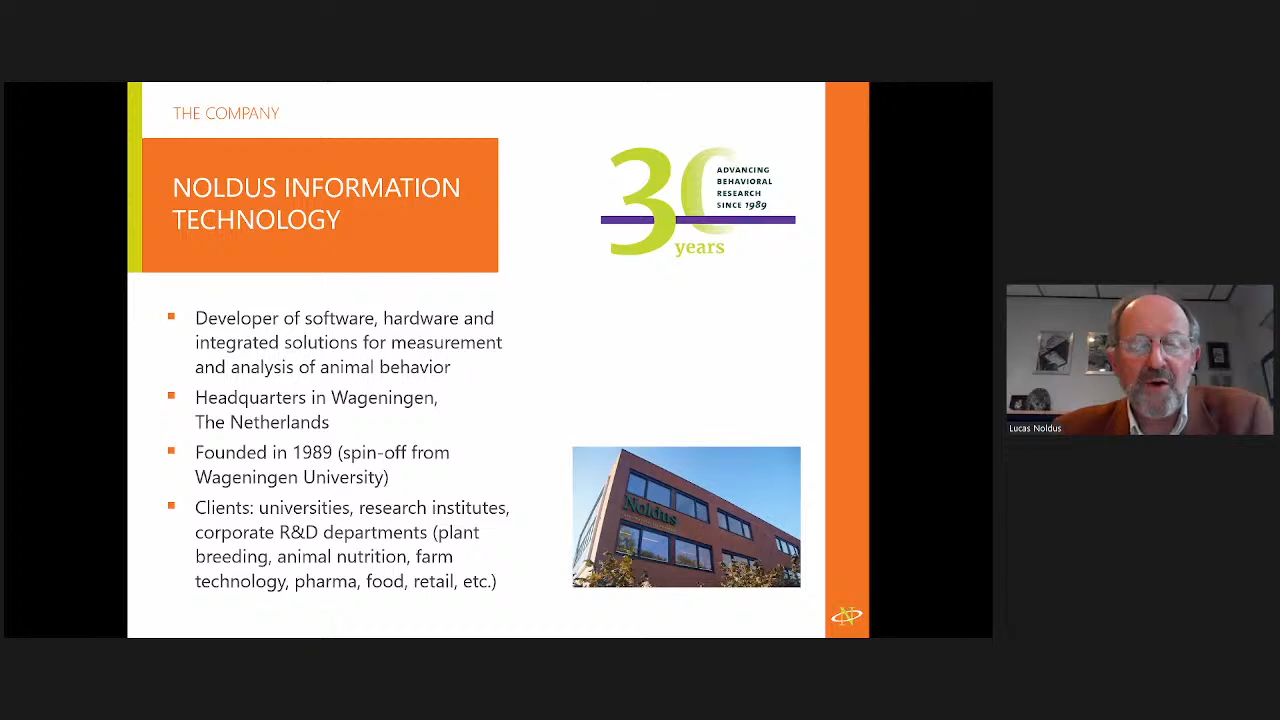 THE COMPANY
NOLDUS INFORMATION
TECHNOLOGY
30
ADVANCING
BEHAVIORAL
RESEARCH
SINCE 1989
years
▪ Developer of software, hardware and
integrated solutions for measurement
and analysis of animal behavior
▪ Headquarters in Wageningen,
The Netherlands
▪ Founded in 1989 (spin-off from
Wageningen University)
▪ Clients: universities, research institutes,
corporate R&D departments (plant
breeding, animal nutrition, farm
technology, pharma, food, retail, etc.)
Noldus
N
Lucas Noldus